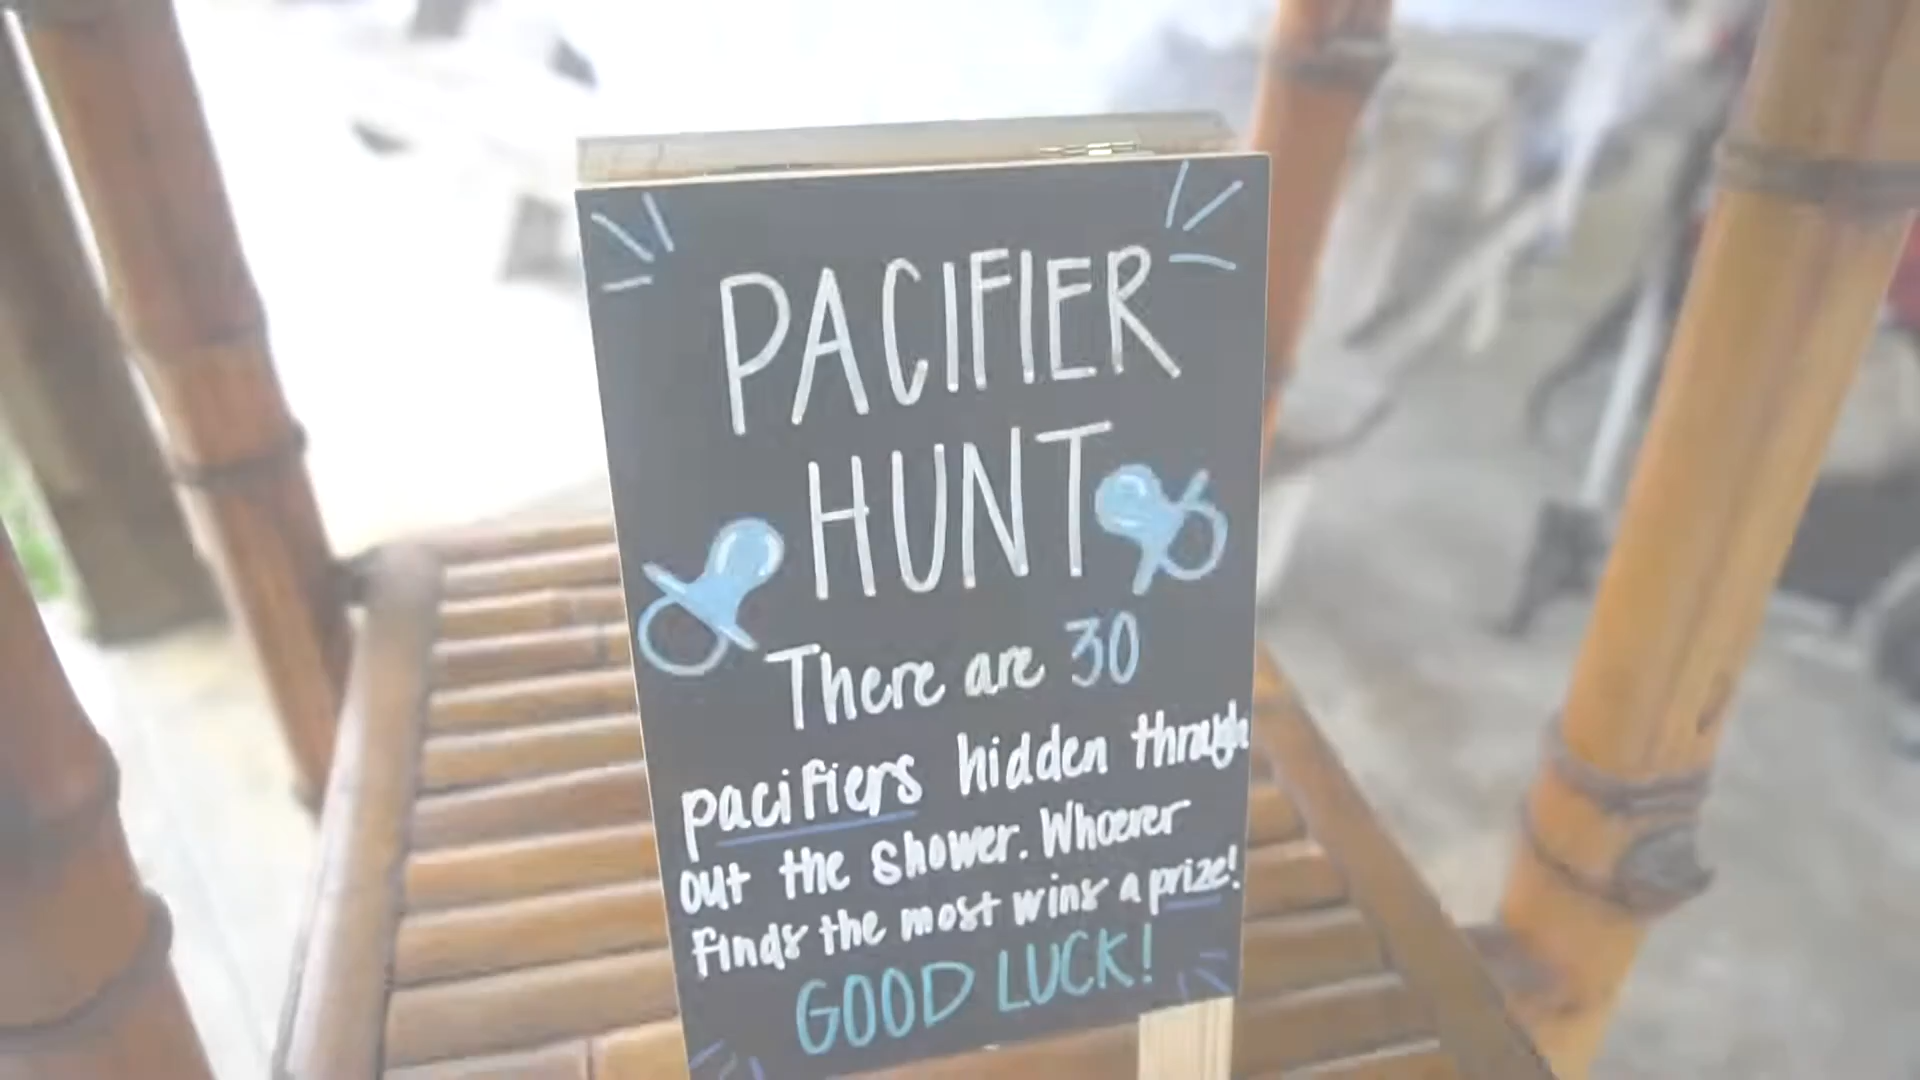 PACIFIER
HUNT
There are 30
pacifiers hidden through
out the shower. Whoever
finds the most wins a prize!
GOOD LUCK!